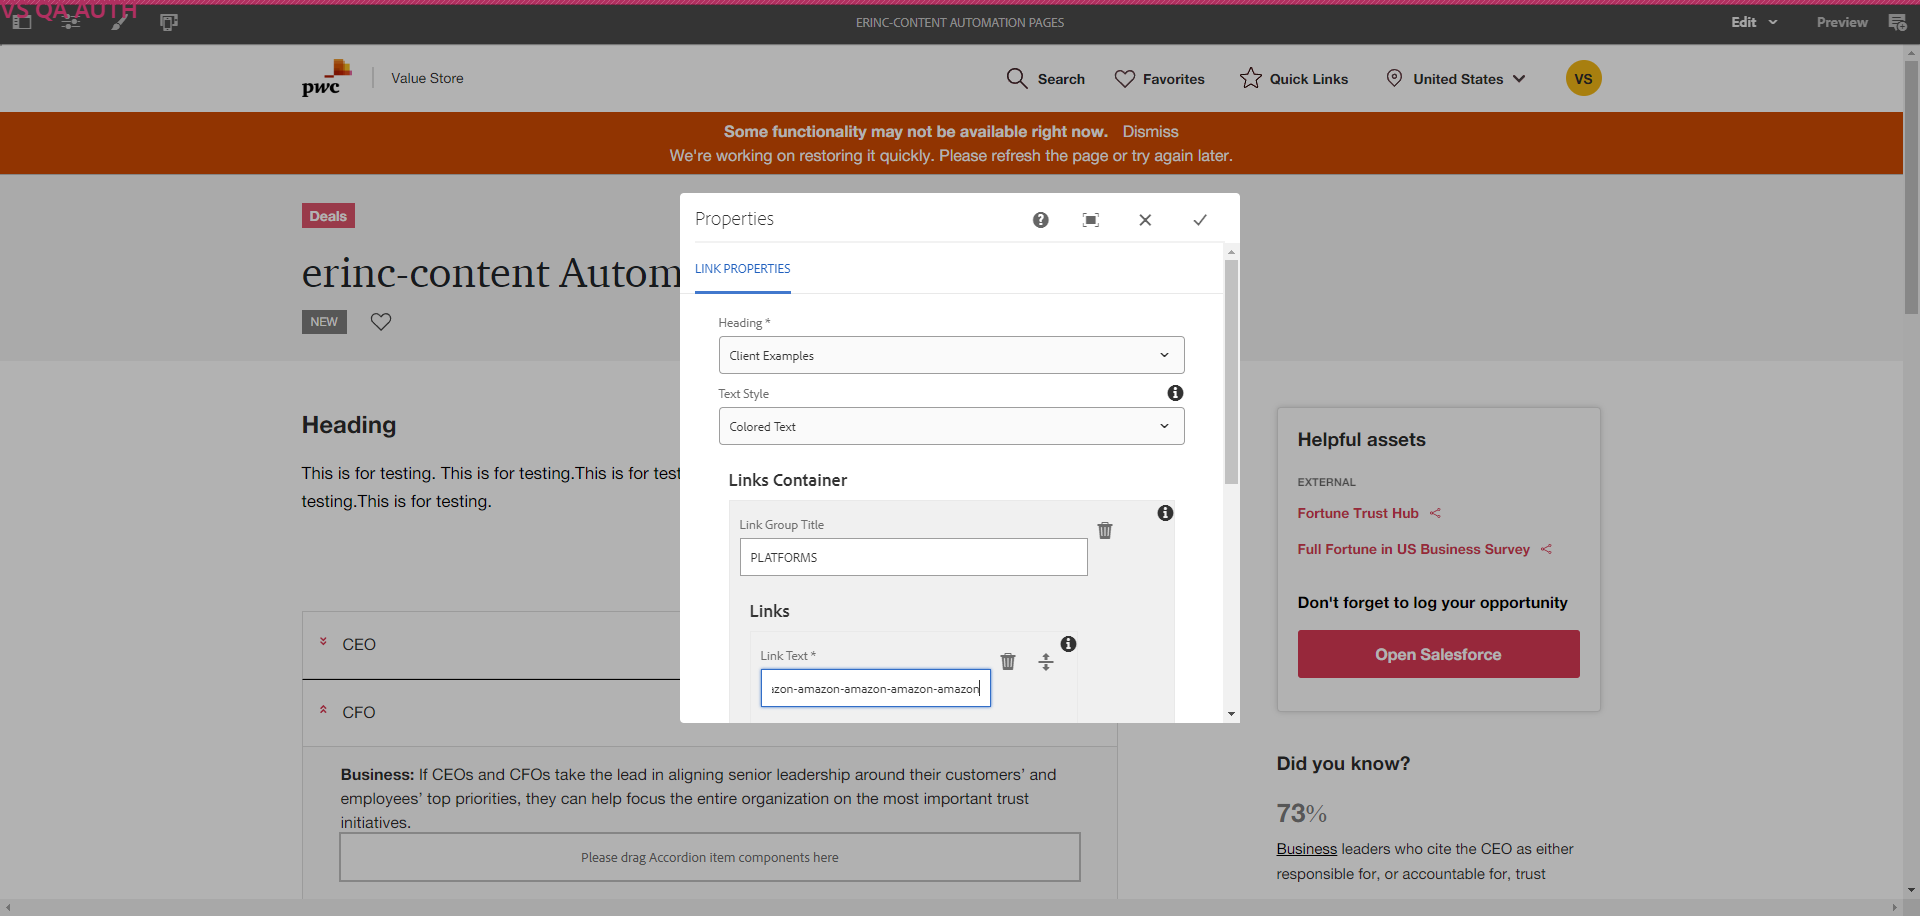 VS QA AUTH
ERINC-CONTENT AUTOMATION PAGES
Edit
Preview
pwc
Value Store
Search
Favorites
Quick Links
United States
VS
Some functionality may not be available right now. Dismiss
We're working on restoring it quickly. Please refresh the page or try again later.
Deals
erinc-content Autom
NEW
Heading
This is for testing. This is for testing.This is for test
testing.This is for testing.
CEO
CFO
Business: If CEOs and CFOs take the lead in aligning senior leadership around their customers' and
employees' top priorities, they can help focus the entire organization on the most important trust
initiatives.
Please drag Accordion item components here
Properties
LINK PROPERTIES
Heading *
Client Examples
Text Style
Colored Text
Links Container
Link Group Title
PLATFORMS
Links
Link Text *
azon-amazon-amazon-amazon-amazon
Helpful assets
EXTERNAL
Fortune Trust Hub
Full Fortune in US Business Survey
Don't forget to log your opportunity
Open Salesforce
Did you know?
73%
Business leaders who cite the CEO as either
responsible for, or accountable for, trust